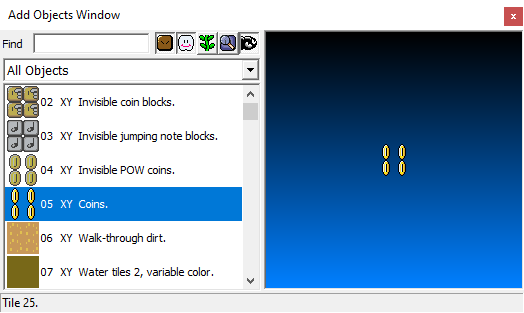 Add Objects Window
x
Find
All Objects
02 XY Invisible coin blocks.
03 XY Invisible jumping note blocks.
04 XY Invisible POW coins.
05 XY Coins.
06 XY Walk-through dirt.
07 XY Water tiles 2, variable color.
Tile 25.